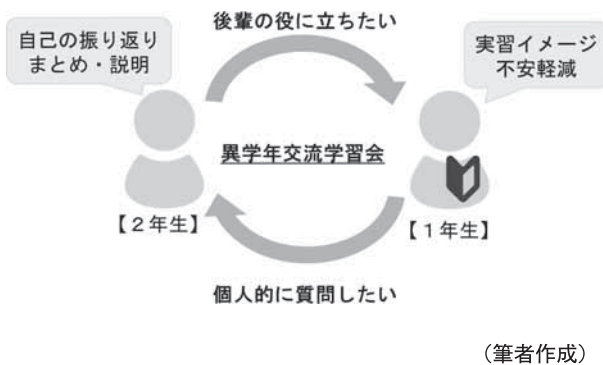 後輩の役に立ちたい
自己の振り返り
まとめ・説明
実習イメージ
不安軽減
異学年交流学習会
【２年生】
【１年生】
個人的に質問したい
（筆者作成）